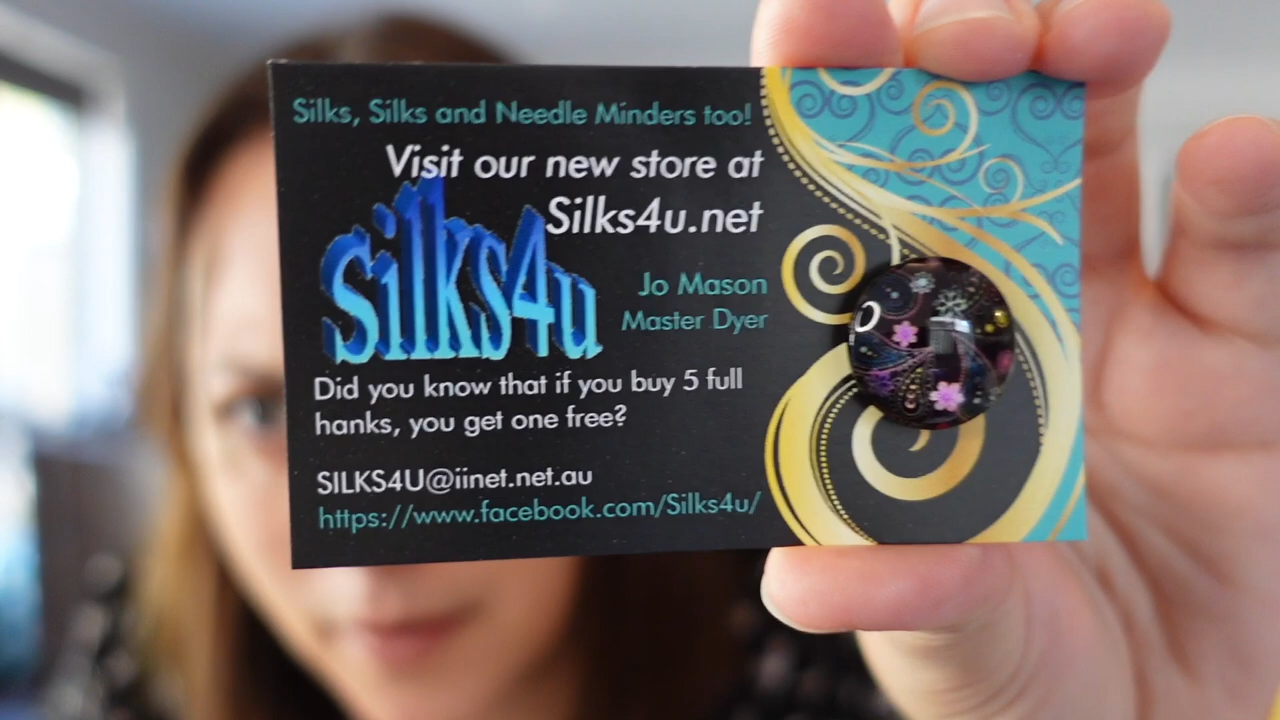 Silks, Silks and Needle Minders too!
Visit our new store at
Silks4u.net
silks4u
Jo Mason
Master Dyer
Did you know that if you buy 5 full
hanks, you get one free?
SILKS4U@iinet.net.au
https://www.facebook.com/Silks4u/